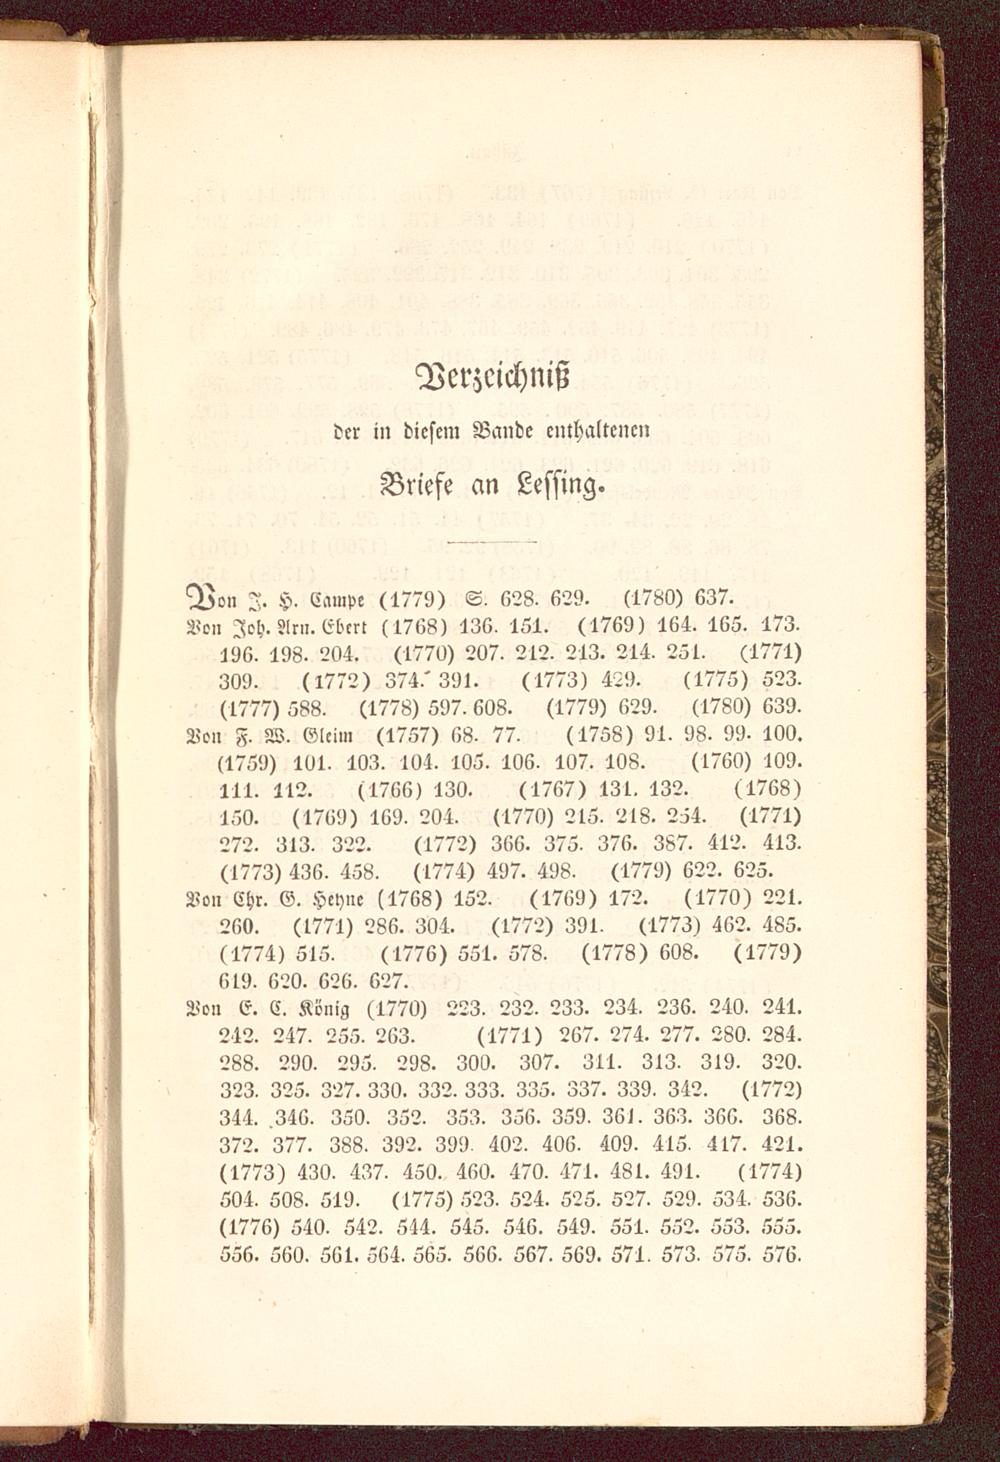 Verzeichniß
der in diesem Bande enthaltenen
Briefe an Lessing.
Von J. H. Campe (1779) S. 628. 629. (1780) 637.
Von Joh. Arn. Ebert (1768) 136. 151. (1769) 164. 165. 173.
196. 198. 204. (1770) 207. 212. 213. 214. 251. (1771)
309. (1772) 374. 391. (1773) 429. (1775) 523.
(1777) 588. (1778) 597. 608. (1779) 629. (1780) 639.
Von F. W. Gleim (1757) 68. 77. (1758) 91. 98. 99. 100.
(1759) 101. 103. 104. 105. 106. 107. 108. (1760) 109.
111. 112. (1766) 130. (1767) 131. 132. (1768)
150. (1769) 169. 204. (1770) 215. 218. 254. (1771)
272. 313. 322. (1772) 366. 375. 376. 387. 412. 413.
(1773) 436. 458. (1774) 497. 498. (1779) 622. 625.
Von Chr. G. Heyne (1768) 152. (1769) 172. (1770) 221.
260. (1771) 286. 304. (1772) 391. (1773) 462. 485.
(1774) 515. (1776) 551. 578. (1778) 608. (1779)
619. 620. 626. 627.
Von E. C. König (1770) 223. 232. 233. 234. 236. 240. 241.
242. 247. 255. 263. (1771) 267. 274. 277. 280. 284.
288. 290. 295. 298. 300. 307. 311. 313. 319. 320.
323. 325. 327. 330. 332. 333. 335. 337. 339. 342. (1772)
344. 346. 350. 352. 353. 356. 359. 361. 363. 366. 368.
372. 377. 388. 392. 399. 402. 406. 409. 415. 417. 421.
(1773) 430. 437. 450. 460. 470. 471. 481. 491. (1774)
504. 508. 519. (1775) 523. 524. 525. 527. 529. 534. 536.
(1776) 540. 542. 544. 545. 546. 549. 551. 552. 553. 555.
556. 560. 561. 564. 565. 566. 567. 569. 571. 573. 575. 576.